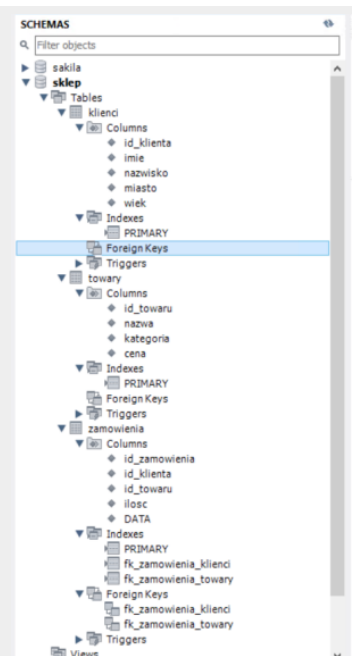 SCHEMAS
Filter objects
sakila
sklep
Tables
klienci
Columns
id_klienta
imie
nazwisko
miasto
wiek
Indexes
PRIMARY
Foreign Keys
Triggers
towary
Columns
id_towaru
nazwa
kategoria
cena
Indexes
PRIMARY
Foreign Keys
Triggers
zamowienia
Columns
id_zamowienia
id_klienta
id_towaru
ilosc
DATA
Indexes
PRIMARY
fk_zamowienia_klienci
fk_zamowienia_towary
Foreign Keys
fk_zamowienia_klienci
fk_zamowienia_towary
Triggers
Views